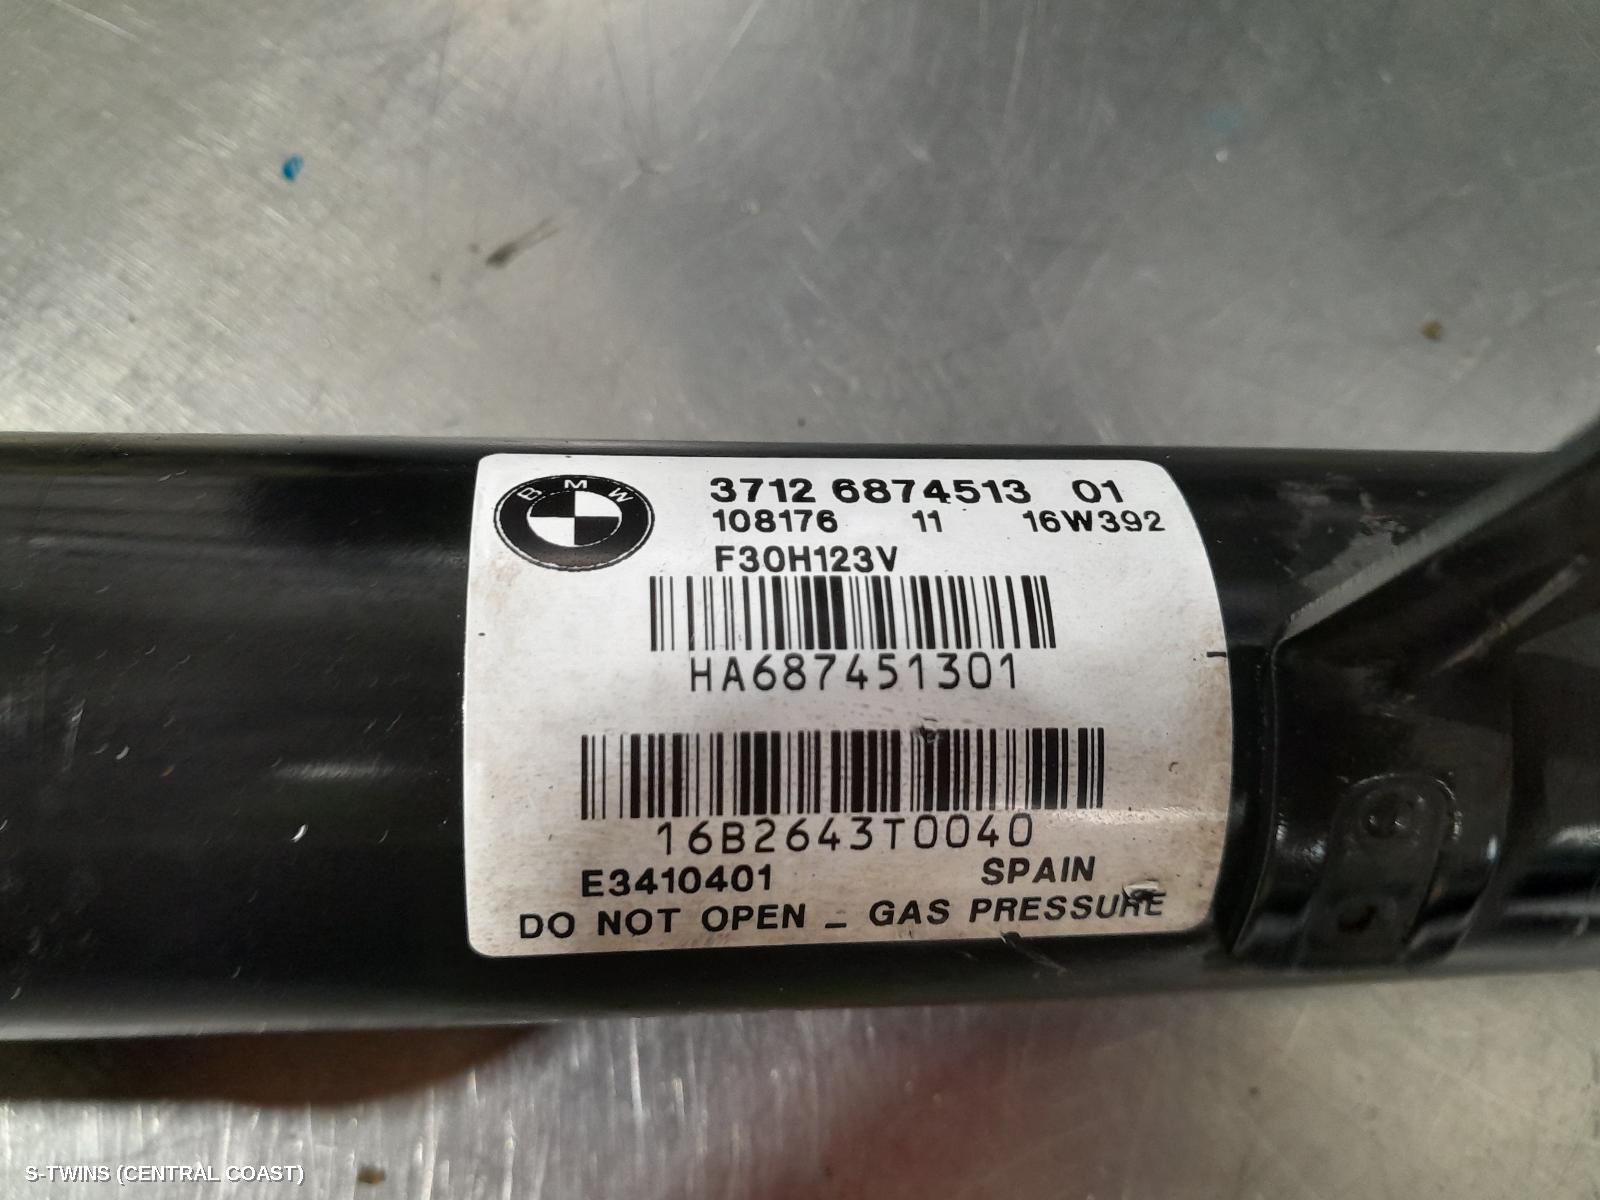 BMW
3712 6874513 01
108176 11 16W392
F30H123V
HA687451301
16B2643T0040
E3410401 SPAIN
DO NOT OPEN _ GAS PRESSURE
S-TWINS (CENTRAL COAST)